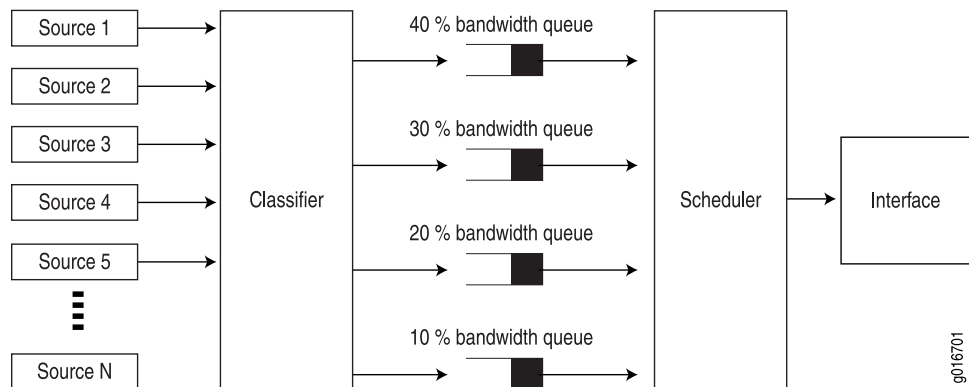 Source 1
Source 2
Source 3
Source 4
Source 5
Source N
Classifier
40 % bandwidth queue
30 % bandwidth queue
20 % bandwidth queue
10 % bandwidth queue
Scheduler
Interface
g016701